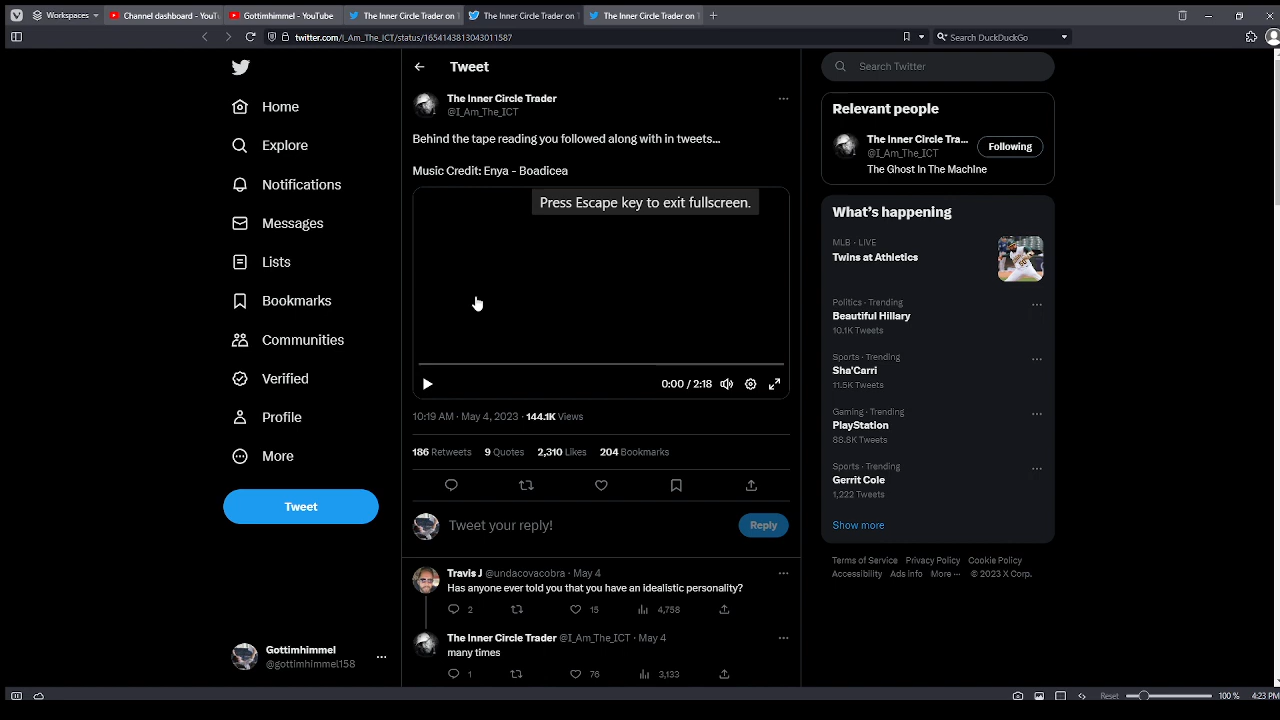 Workspaces
Channel dashboard - YouTu
Gottimhimmel - YouTube
The Inner Circle Trader on T
The Inner Circle Trader on T
The Inner Circle Trader on T
twitter.com/I_Am_The_ICT/status/1654143813043011587
Search DuckDuckGo
Home
Explore
Notifications
Messages
Lists
Bookmarks
Communities
Verified
Profile
More
Tweet
Gottimhimmel
@gottimhimmel158
Tweet
The Inner Circle Trader
@I_Am_The_ICT
Behind the tape reading you followed along with in tweets...
Music Credit: Enya - Boadicea
Press Escape key to exit fullscreen.
0:00 / 2:18
10:19 AM · May 4, 2023 · 144.1K Views
186 Retweets 9 Quotes 2,310 Likes 204 Bookmarks
Tweet your reply!
Reply
Travis J @undacovacobra · May 4
Has anyone ever told you that you have an idealistic personality?
2 15 4,758
The Inner Circle Trader @I_Am_The_ICT · May 4
many times
1 76 3,133
Search Twitter
Relevant people
The Inner Circle Tra...
@I_Am_The_ICT
Following
The Ghost In The Machine
What's happening
MLB · LIVE
Twins at Athletics
Politics · Trending
Beautiful Hillary
10.1K Tweets
Sports · Trending
Sha'Carri
11.5K Tweets
Gaming · Trending
PlayStation
88.8K Tweets
Sports · Trending
Gerrit Cole
1,222 Tweets
Show more
Terms of Service Privacy Policy Cookie Policy
Accessibility Ads info More ··· © 2023 X Corp.
Reset 100 % 4:23 PM